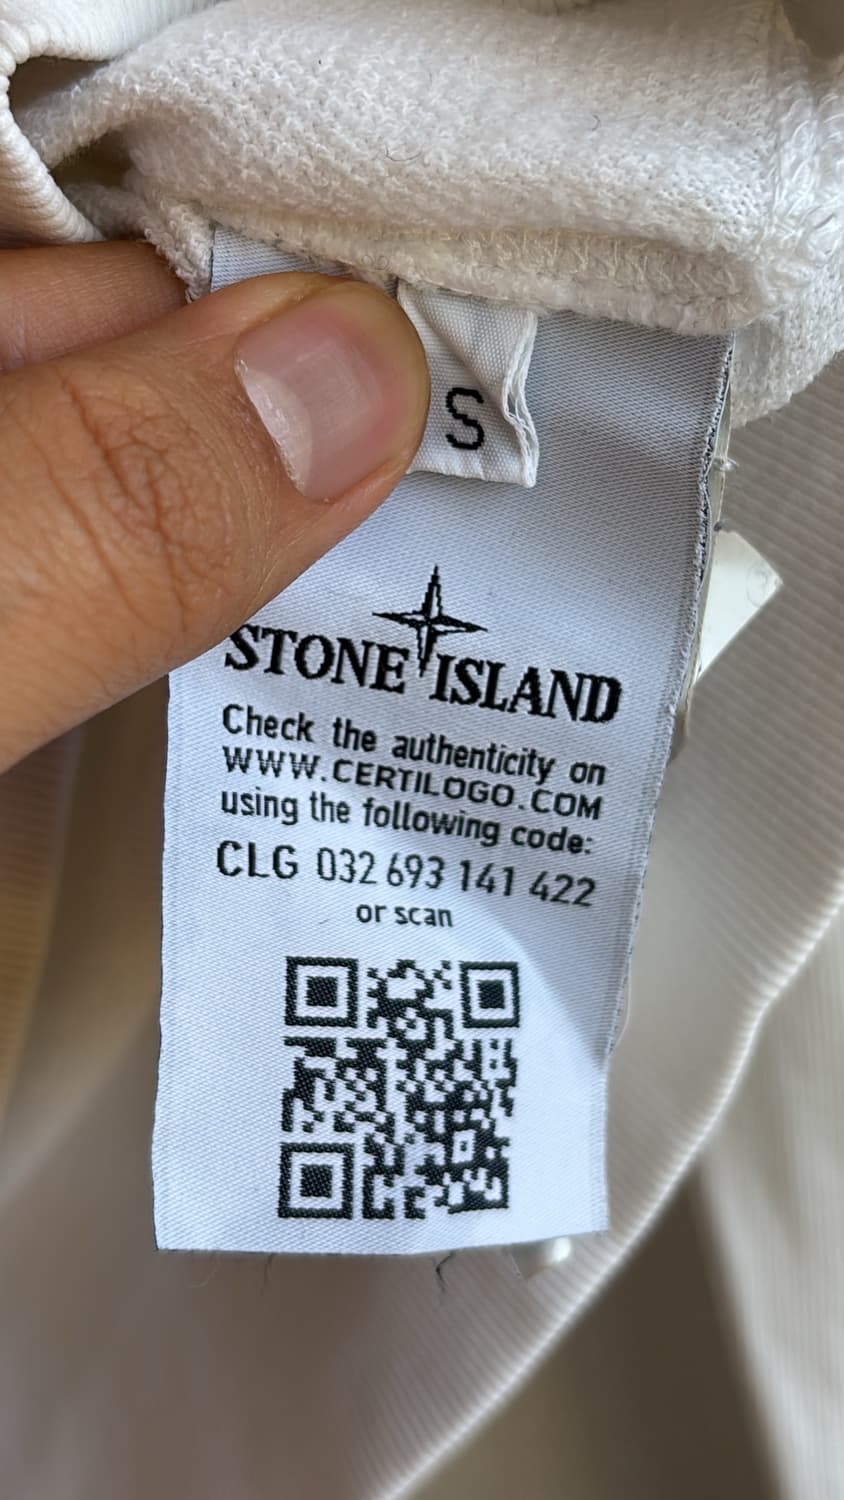 S
STONE ISLAND
Check the authenticity on
WWW.CERTILOGO.COM
using the following code:
CLG 032 693 141 422
or scan